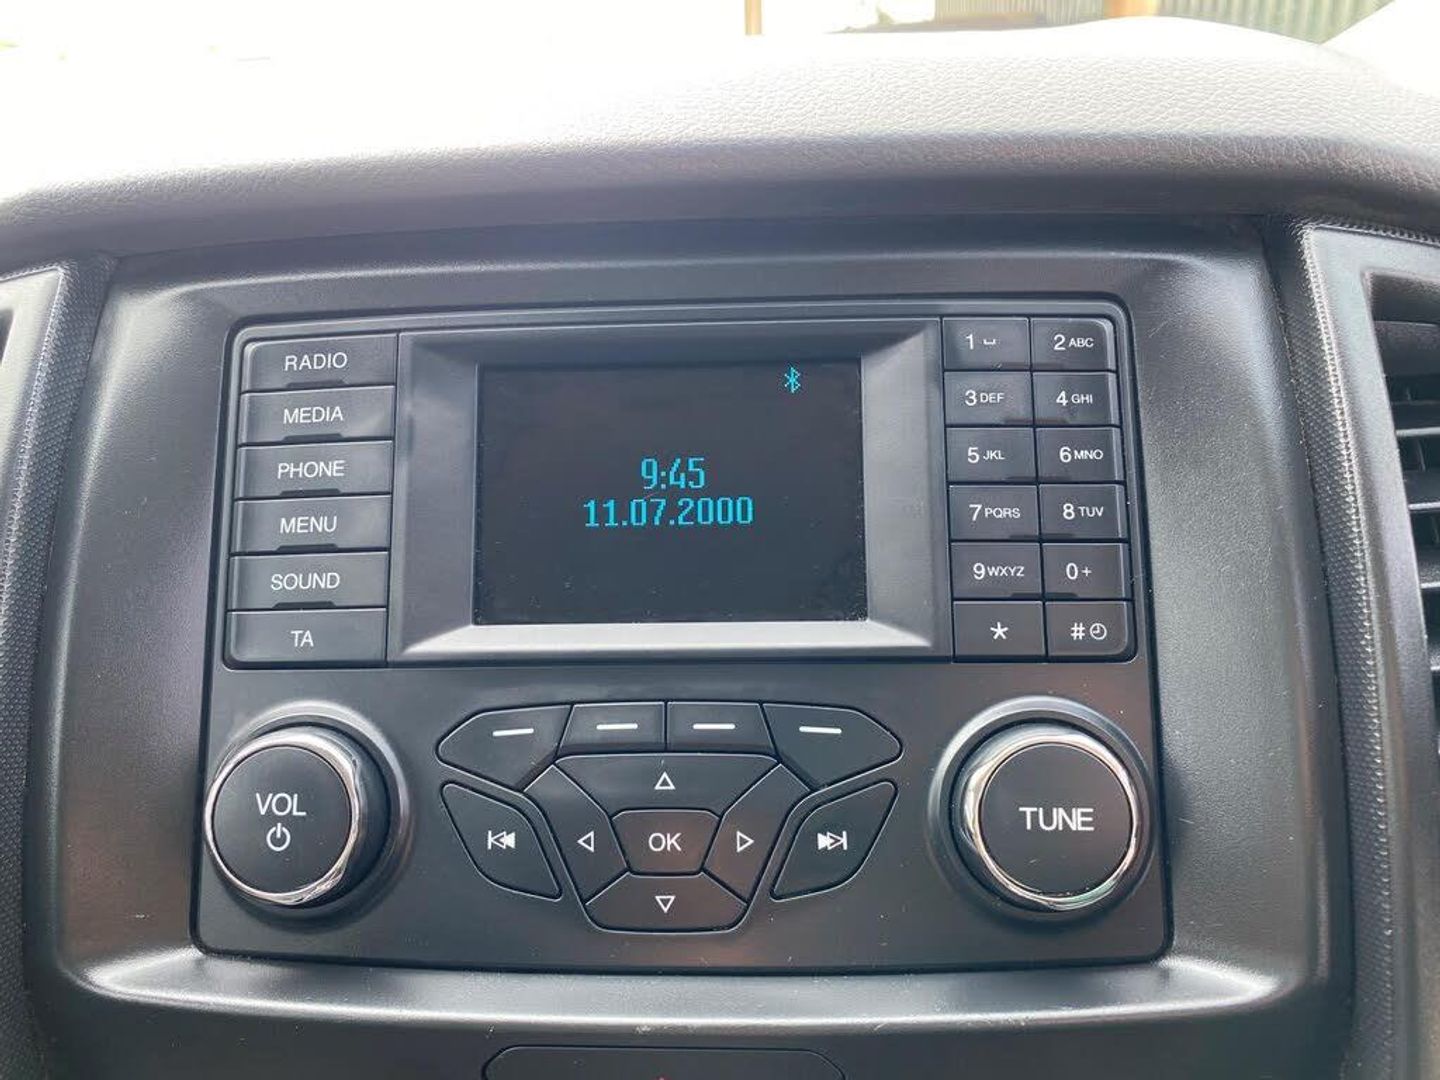 RADIO
MEDIA
PHONE
MENU
SOUND
TA
9:45
11.07.2000
1 ⎵ 2 ABC
3 DEF 4 GHI
5 JKL 6 MNO
7 PQRS 8 TUV
9 WXYZ 0 +
* #
VOL
OK
TUNE